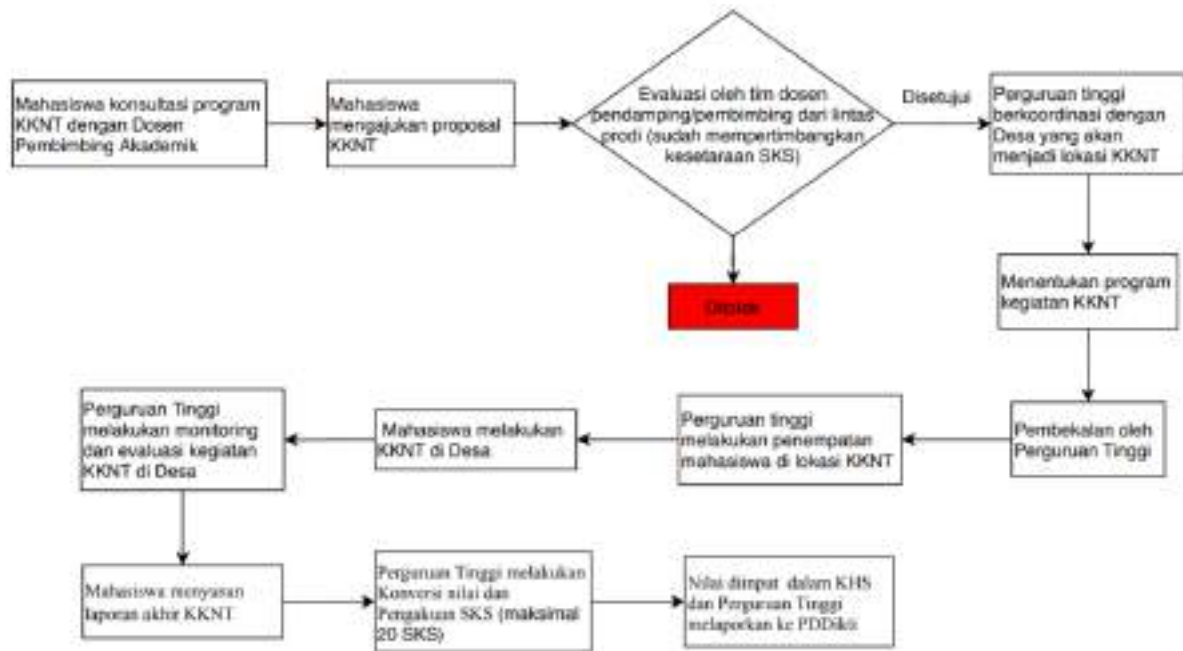 Mahasiswa konsultasi program
KKNT dengan Dosen
Pembimbing Akademik
Mahasiswa
mengajukan proposal
KKNT
Evaluasi oleh tim dosen
pendamping/pembimbing dari lintas
prodi (sudah mempertimbangkan
kesetaraan SKS)
Disetujui
Perguruan tinggi
berkoordinasi dengan
Desa yang akan
menjadi lokasi KKNT
Ditolak
Menentukan program
kegiatan KKNT
Pembekalan oleh
Perguruan Tinggi
Perguruan tinggi
melakukan penempatan
mahasiswa di lokasi KKNT
Mahasiswa melakukan
KKNT di Desa
Perguruan Tinggi
melakukan monitoring
dan evaluasi kegiatan
KKNT di Desa
Mahasiswa menyusun
laporan akhir KKNT
Perguruan Tinggi melakukan
Konversi nilai dan
Pengakuan SKS (maksimal
20 SKS)
Nilai diinput dalam KHS
dan Perguruan Tinggi
melaporkan ke PDDikti